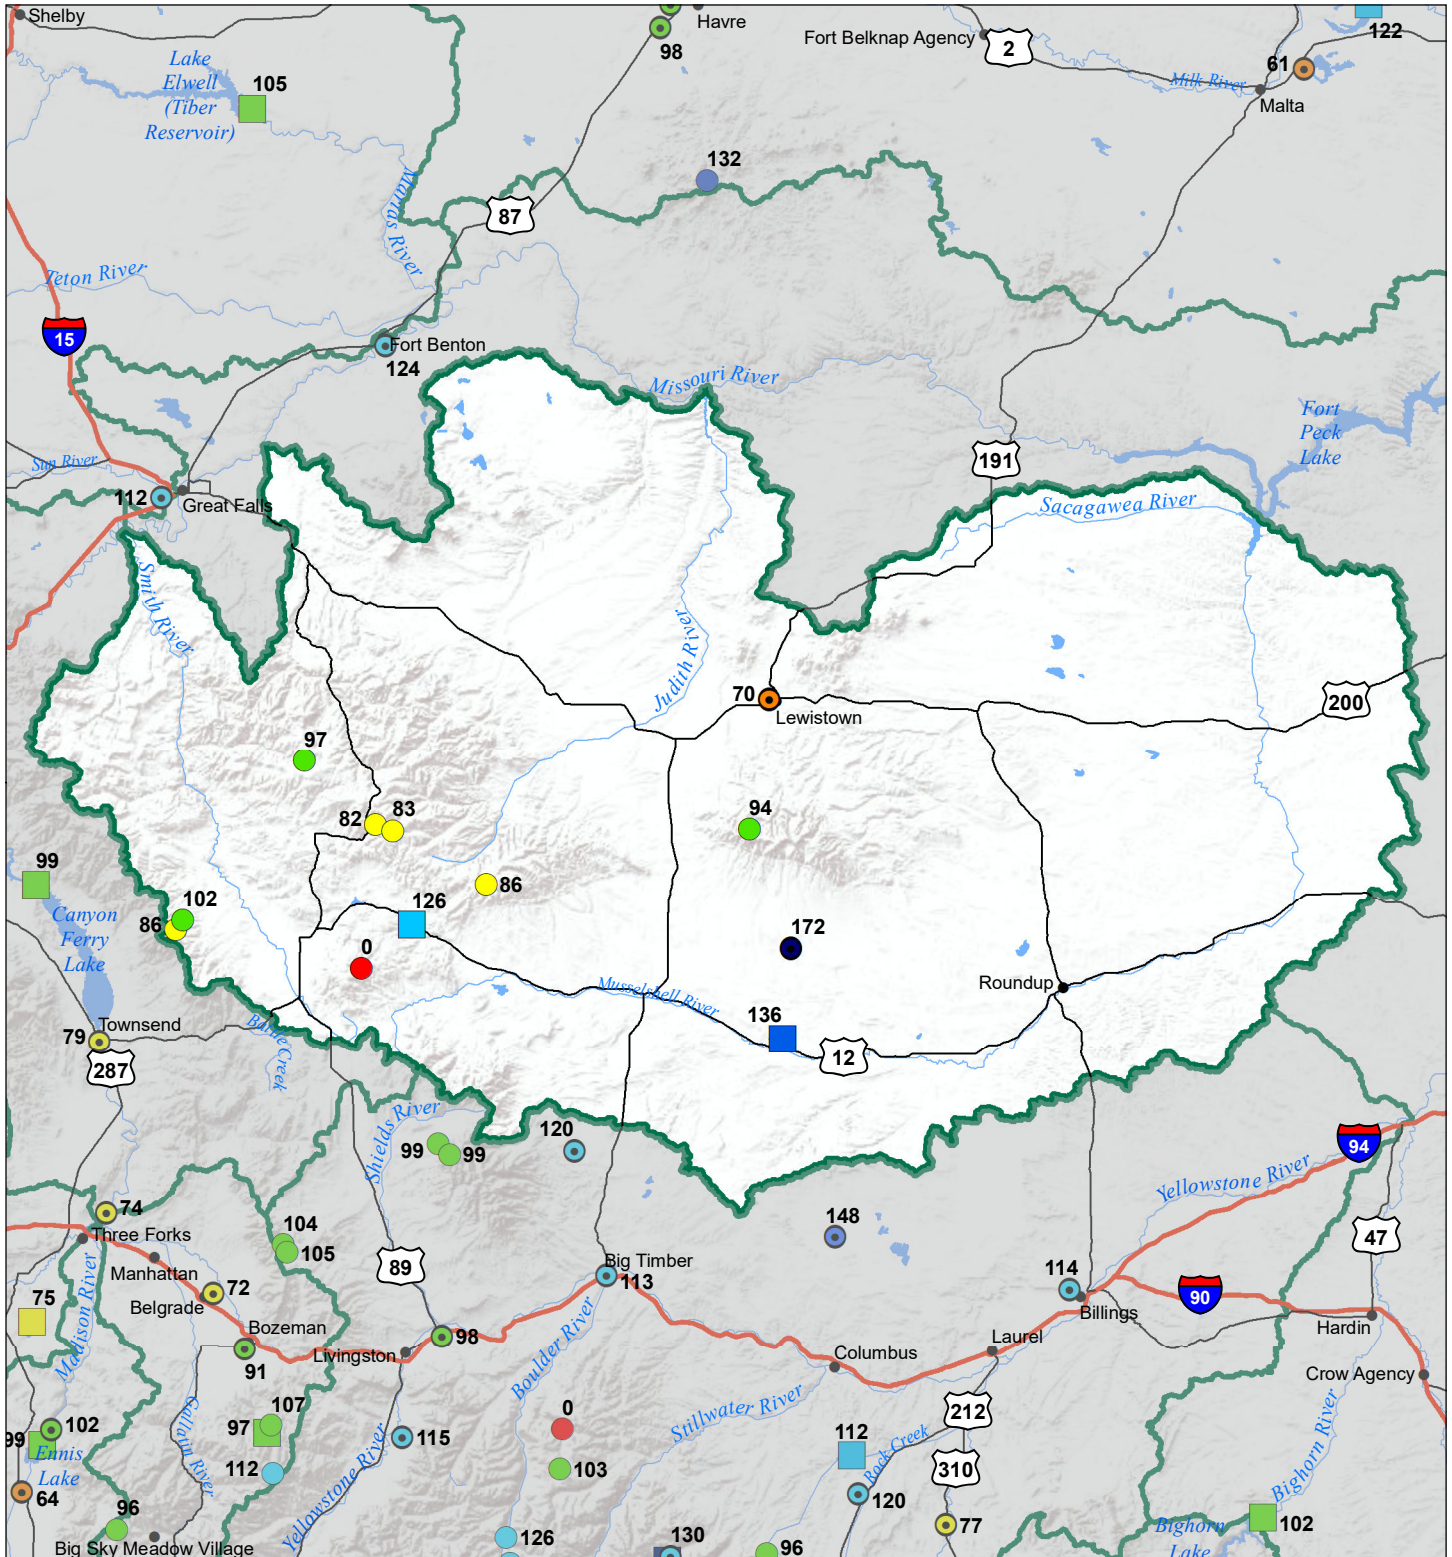 Shelby
Havre
98
Fort Belknap Agency
2
122
61
Milk River
Malta
Lake
Elwell
(Tiber
Reservoir)
105
132
Marias River
87
Teton River
15
Fort Benton
124
Missouri River
Fort
Peck
Lake
191
Sun River
112
Great Falls
Sacagawea River
Smith River
Judith River
70
Lewistown
200
97
82
83
94
99
Canyon
Ferry
Lake
102
86
86
126
0
172
Roundup
Musselshell River
136
12
Townsend
79
287
Battle Creek
Shields River
99
99
120
94
Yellowstone River
74
Three Forks
104
105
148
47
Manhattan
89
Big Timber
113
114
90
Billings
72
Belgrade
75
Madison River
Bozeman
91
Livingston
98
Boulder River
Laurel
Hardin
Columbus
Crow Agency
0
Stillwater River
212
107
97
102
99
Ennis
Lake
Gallatin River
115
112
Rock Creek
Bighorn River
112
103
310
64
Yellowstone River
120
96
77
102
Bighorn
Lake
126
130
96
Big Sky Meadow Village